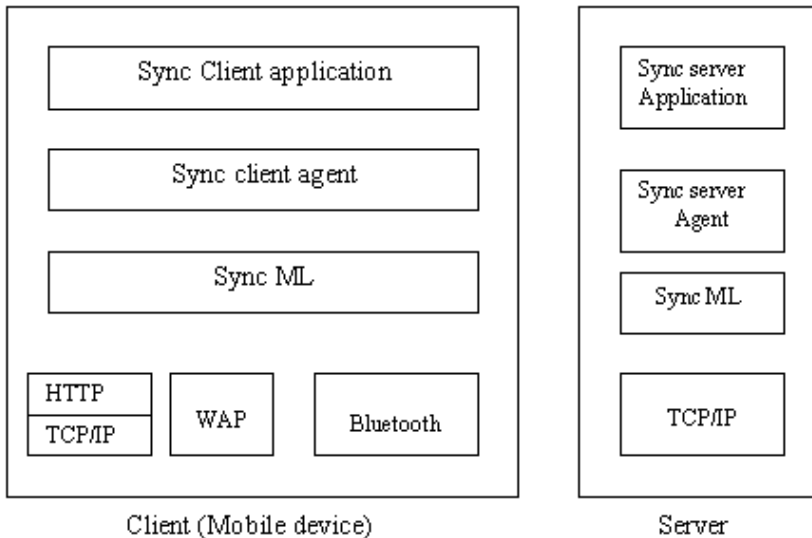 Sync Client application
Sync client agent
Sync ML
HTTP
TCP/IP
WAP
Bluetooth
Client (Mobile device)
Sync server
Application
Sync server
Agent
Sync ML
TCP/IP
Server